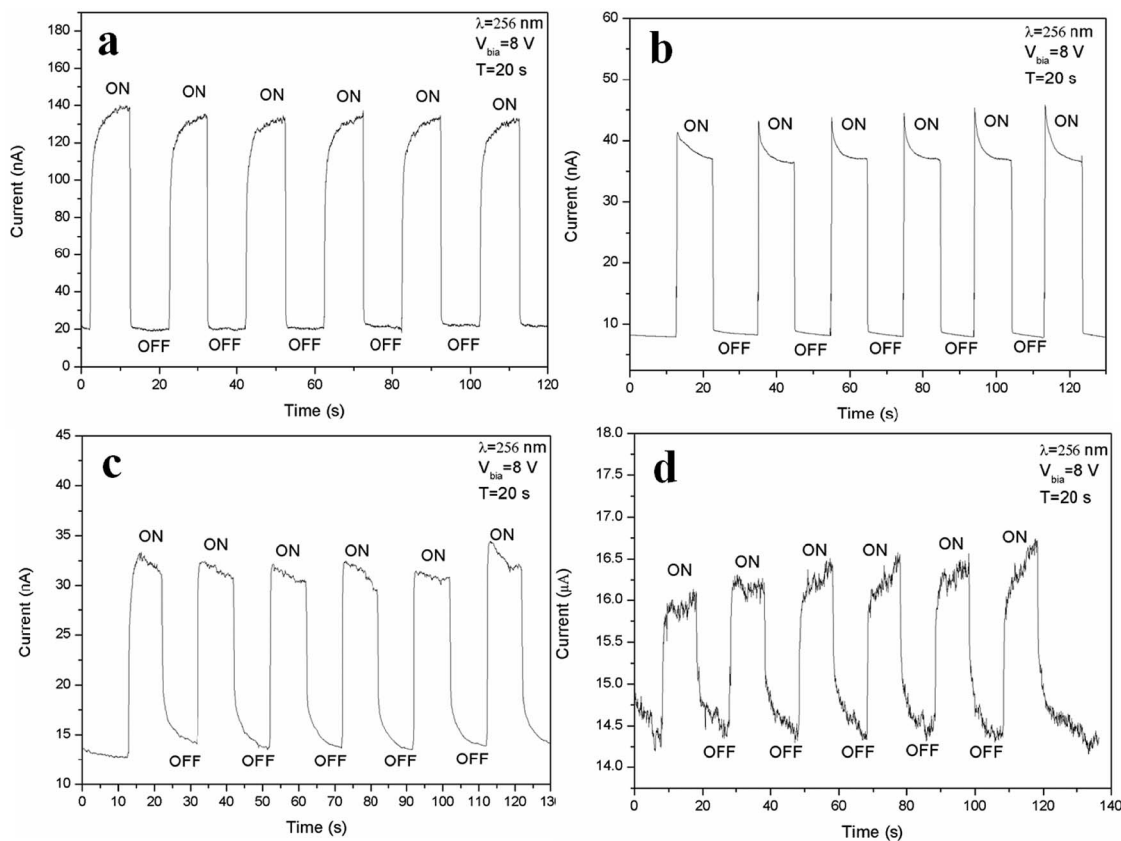 a
λ=256 nm
Vbia=8 V
T=20 s
ON ON ON ON ON ON
OFF OFF OFF OFF OFF
190
180
160
140
120
100
80
60
40
20
0
0 20 40 60 80 100 120
Current (nA)
Time (s)
b
λ=256 nm
Vbia=8 V
T=20 s
ON ON ON ON ON ON
OFF OFF OFF OFF OFF
60
50
40
30
20
10
0 20 40 60 80 100 120
Current (nA)
Time (s)
c
λ=256 nm
Vbia=8 V
T=20 s
ON ON ON ON ON ON
OFF OFF OFF OFF OFF
45
40
35
30
25
20
15
10
0 10 20 30 40 50 60 70 80 90 100 110 120 130
Current (nA)
Time (s)
d
λ=256 nm
Vbia=8 V
T=20 s
ON ON ON ON ON ON
OFF OFF OFF OFF OFF
18.0
17.5
17.0
16.5
16.0
15.5
15.0
14.5
14.0
0 20 40 60 80 100 120 140
Current (μA)
Time (s)